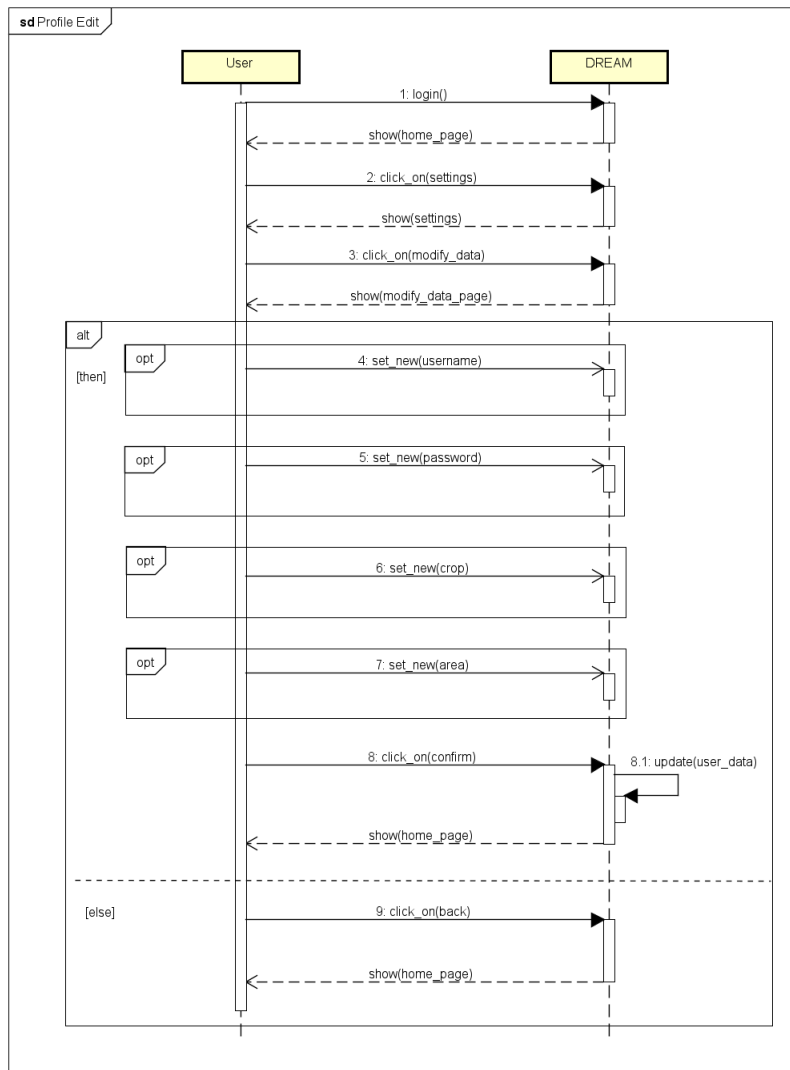 sd Profile Edit
User
DREAM
1: login()
show(home_page)
2: click_on(settings)
show(settings)
3: click_on(modify_data)
show(modify_data_page)
alt
opt
[then]
4: set_new(username)
opt
5: set_new(password)
opt
6: set_new(crop)
opt
7: set_new(area)
8: click_on(confirm)
8.1: update(user_data)
show(home_page)
[else]
9: click_on(back)
show(home_page)